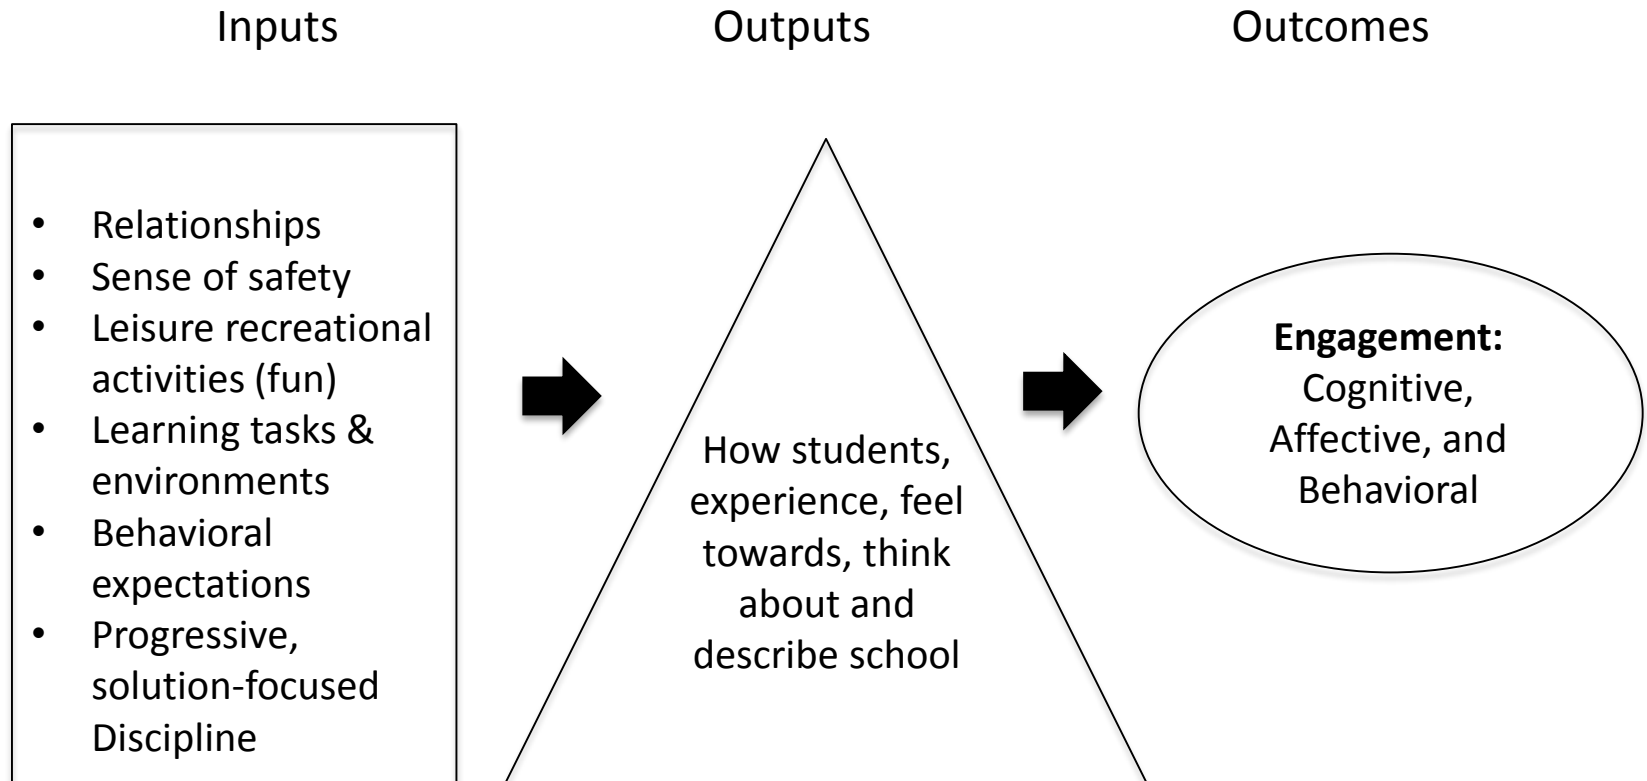 Inputs
Outputs
Outcomes
• Relationships
• Sense of safety
• Leisure recreational
activities (fun)
• Learning tasks &
environments
• Behavioral
expectations
• Progressive,
solution-focused
Discipline
How students,
experience, feel
towards, think
about and
describe school
Engagement:
Cognitive,
Affective, and
Behavioral